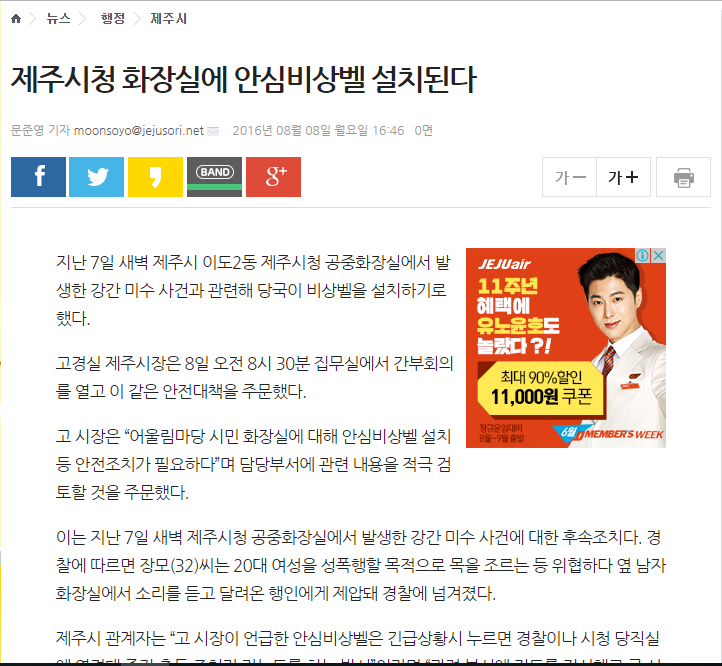 뉴스 행정 제주시
제주시청 화장실에 안심비상벨 설치된다
문준영 기자 moonsoyo@jejusori.net 2016년 08월 08일 월요일 16:46 0면
f BAND g+ 가 - 가 +
지난 7일 새벽 제주시 이도2동 제주시청 공중화장실에서 발
생한 강간 미수 사건과 관련해 당국이 비상벨을 설치하기로
했다.
고경실 제주시장은 8일 오전 8시 30분 집무실에서 간부회의
를 열고 이 같은 안전대책을 주문했다.
고 시장은 “어울림마당 시민 화장실에 대해 안심비상벨 설치
등 안전조치가 필요하다”며 담당부서에 관련 내용을 적극 검
토할 것을 주문했다.
JEJUair
11주년
혜택에
유노윤호도
놀랐다?!
최대 90%할인
11,000원 쿠폰
정규운임대비
8월~9월 출발
6월 J MEMBER'S WEEK
이는 지난 7일 새벽 제주시청 공중화장실에서 발생한 강간 미수 사건에 대한 후속조치다. 경
찰에 따르면 장모(32)씨는 20대 여성을 성폭행할 목적으로 목을 조르는 등 위협하다 옆 남자
화장실에서 소리를 듣고 달려온 행인에게 제압돼 경찰에 넘겨졌다.
제주시 관계자는 “고 시장이 언급한 안심비상벨은 긴급상황시 누르면 경찰이나 시청 당직실